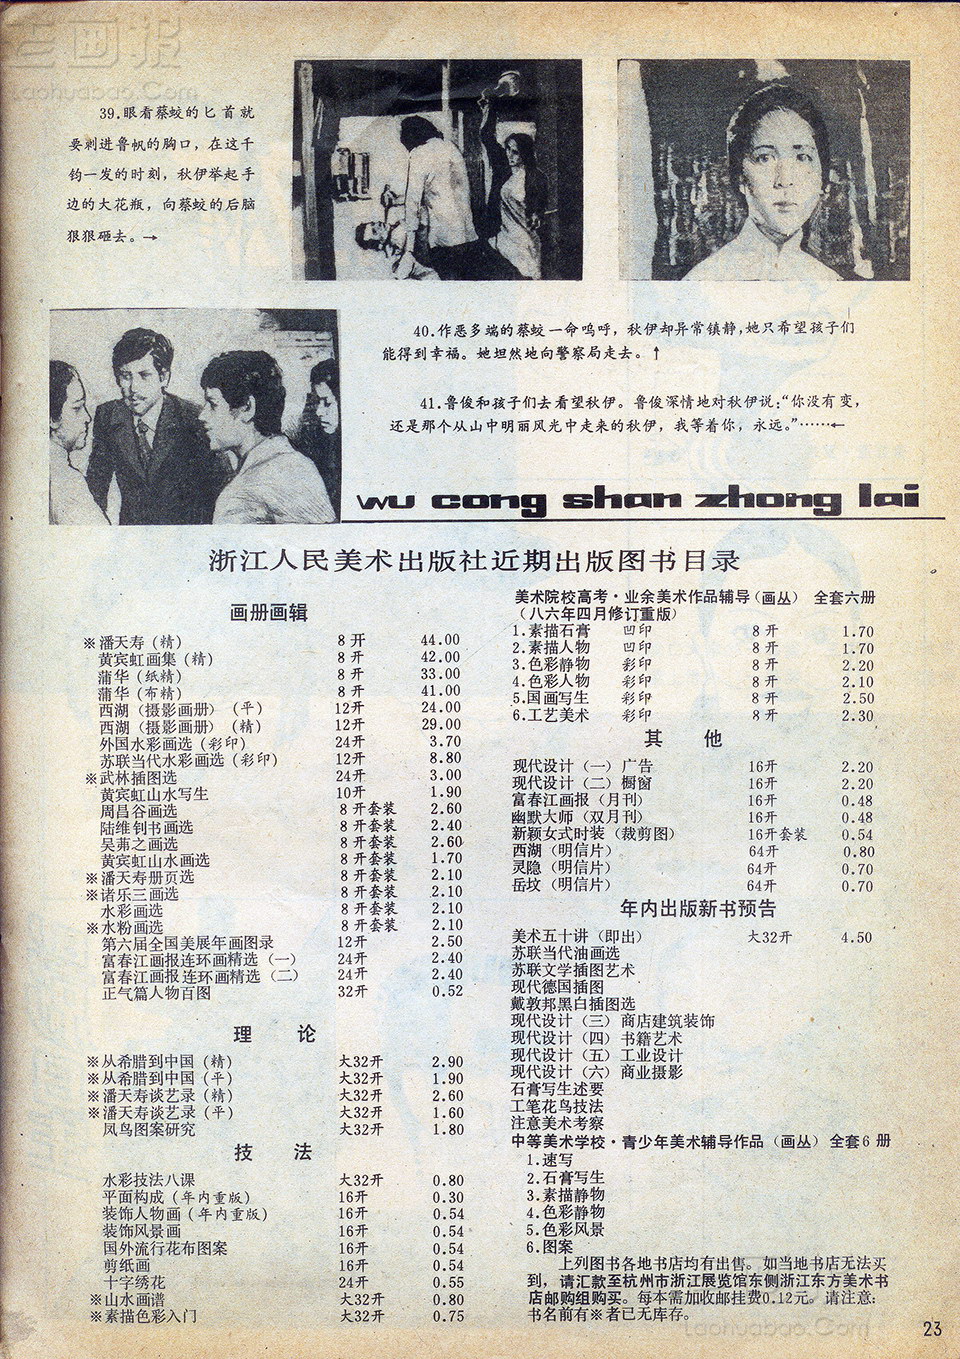 老画报
laohuabao.Com
39.眼看蔡蛟的匕首就
要刺进鲁帆的胸口，在这千
钧一发的时刻，秋伊举起手
边的大花瓶，向蔡蛟的后脑
狠狠砸去。→
40.作恶多端的蔡蛟一命呜呼，秋伊却异常镇静，她只希望孩子们
能得到幸福。她坦然地向警察局走去。↑
41.鲁俊和孩子们去看望秋伊。鲁俊深情地对秋伊说：“你没有变，
还是那个从山中明丽风光中走来的秋伊，我等着你，永远。”……←
wu cong shan zhong lai
浙江人民美术出版社近期出版图书目录
画册画辑
※潘天寿（精） 8开 44.00
黄宾虹画集（精） 8开 42.00
蒲华（纸精） 8开 33.00
蒲华（布精） 8开 41.00
西湖（摄影画册）（平） 12开 24.00
西湖（摄影画册）（精） 12开 29.00
外国水彩画选（彩印） 24开 3.70
苏联当代水彩画选（彩印） 12开 8.80
※武林插图选 24开 3.00
黄宾虹山水写生 10开 1.90
周昌谷画选 8开套装 2.60
陆维钊书画选 8开套装 2.40
吴茀之画选 8开套装 2.60
黄宾虹山水画选 8开套装 1.70
※潘天寿册页选 8开套装 2.10
※诸乐三画选 8开套装 2.10
水彩画选 8开套装 2.10
※水粉画选 8开套装 2.10
第六届全国美展年画图录 12开 2.50
富春江画报连环画精选（一） 24开 2.40
富春江画报连环画精选（二） 24开 2.40
正气篇人物百图 32开 0.52
理 论
※从希腊到中国（精） 大32开 2.90
※从希腊到中国（平） 大32开 1.90
※潘天寿谈艺录（精） 大32开 2.60
※潘天寿谈艺录（平） 大32开 1.60
凤鸟图案研究 大32开 1.80
技 法
水彩技法八课 大32开 0.80
平面构成（年内重版） 16开 0.30
装饰人物画（年内重版） 16开 0.54
装饰风景画 16开 0.54
国外流行花布图案 16开 0.54
剪纸画 16开 0.54
十字绣花 24开 0.55
※山水画谱 大32开 0.80
※素描色彩入门 大32开 0.75
美术院校高考·业余美术作品辅导（画丛） 全套六册
（八六年四月修订重版）
1.素描石膏 凹印 8开 1.70
2.素描人物 凹印 8开 1.70
3.色彩静物 彩印 8开 2.20
4.色彩人物 彩印 8开 2.10
5.国画写生 彩印 8开 2.50
6.工艺美术 彩印 8开 2.30
其 他
现代设计（一）广告 16开 2.20
现代设计（二）橱窗 16开 2.20
富春江画报（月刊） 16开 0.48
幽默大师（双月刊） 16开 0.48
新颖女式时装（裁剪图） 16开套装 0.54
西湖（明信片） 64开 0.80
灵隐（明信片） 64开 0.70
岳坟（明信片） 64开 0.70
年内出版新书预告
美术五十讲（即出） 大32开 4.50
苏联当代油画选
苏联文学插图艺术
现代德国插图
戴敦邦黑白插图选
现代设计（三）商店建筑装饰
现代设计（四）书籍艺术
现代设计（五）工业设计
现代设计（六）商业摄影
石膏写生述要
工笔花鸟技法
注意美术考察
中等美术学校·青少年美术辅导作品（画丛）全套6册
1.速写
2.石膏写生
3.素描静物
4.色彩静物
5.色彩风景
6.图案
上列图书各地书店均有出售。如当地书店无法买
到，请汇款至杭州市浙江展览馆东侧浙江东方美术书
店邮购组购买。每本需加收邮挂费0.12元。请注意：
书名前有※者已无库存。
laohuabao.Com
23